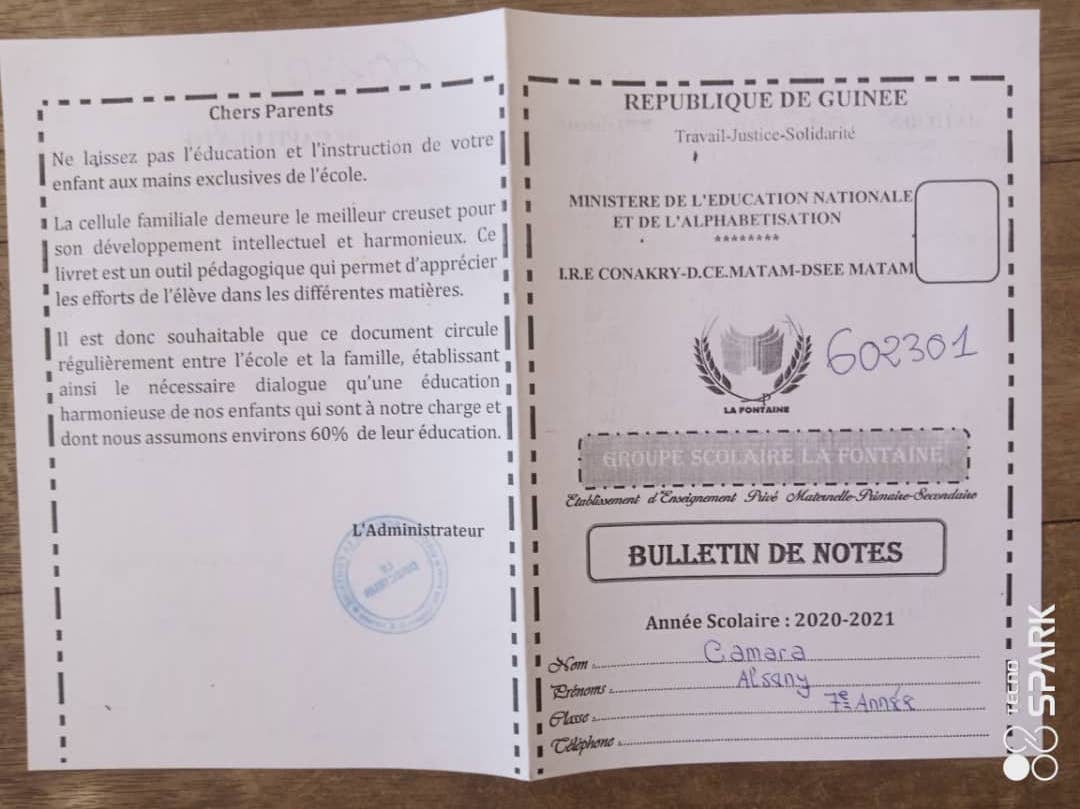 Chers Parents
Ne laissez pas l'éducation et l'instruction de votre
enfant aux mains exclusives de l'école.
La cellule familiale demeure le meilleur creuset pour
son développement intellectuel et harmonieux. Ce
livret est un outil pédagogique qui permet d'apprécier
les efforts de l'élève dans les différentes matières.
Il est donc souhaitable que ce document circule
régulièrement entre l'école et la famille, établissant
ainsi le nécessaire dialogue qu'une éducation
harmonieuse de nos enfants qui sont à notre charge et
dont nous assumons environs 60% de leur éducation.
L'Administrateur
REPUBLIQUE DE GUINEE
Travail-Justice-Solidarité
MINISTERE DE L'EDUCATION NATIONALE
ET DE L'ALPHABETISATION
********
I.R.E CONAKRY-D.CE.MATAM-DSEE MATAM
602301
LA FONTAINE
GROUPE SCOLAIRE LA FONTAINE
Etablissement d'Enseignement Privé Maternelle-Primaire-Secondaire
BULLETIN DE NOTES
Année Scolaire : 2020-2021
Nom Camara
Prénoms Alsany
Classe 7e Année
Téléphone
TECNO
SPARK